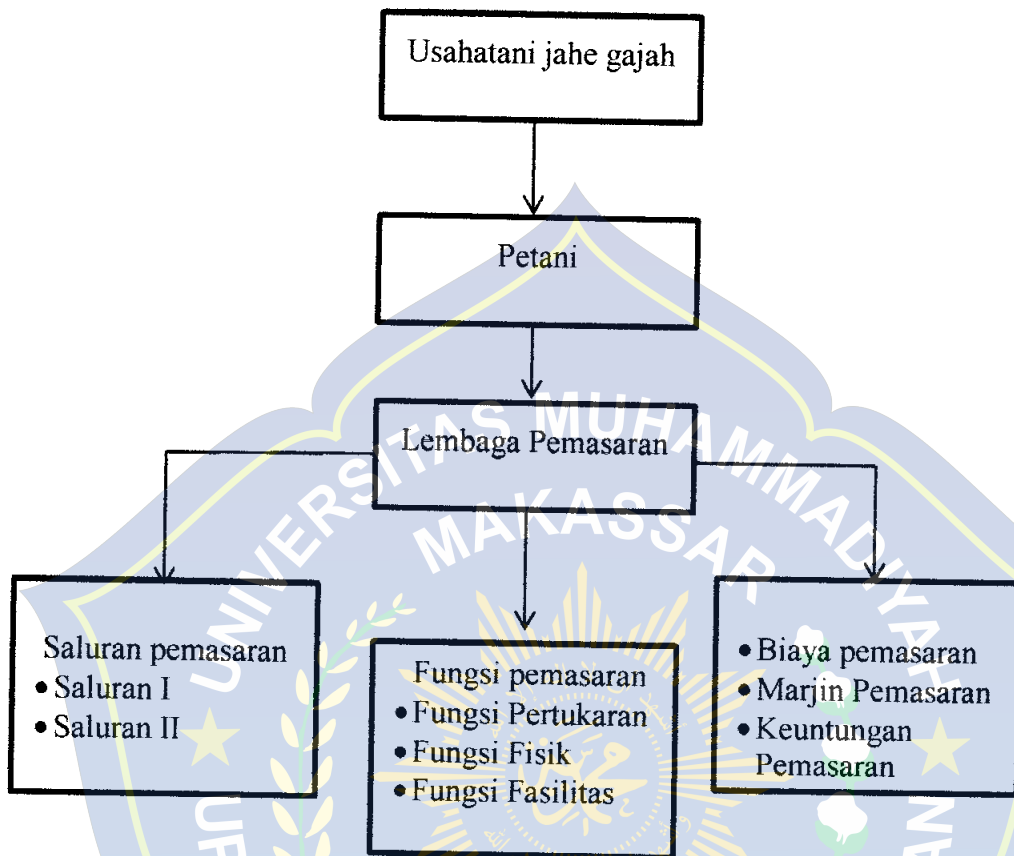 Usahatani jahe gajah
Petani
Lembaga Pemasaran
UNIVERSITAS MUHAMMADIYAH
MAKASSAR
Saluran pemasaran
• Saluran I
• Saluran II
Fungsi pemasaran
• Fungsi Pertukaran
• Fungsi Fisik
• Fungsi Fasilitas
• Biaya pemasaran
• Marjin Pemasaran
• Keuntungan
Pemasaran